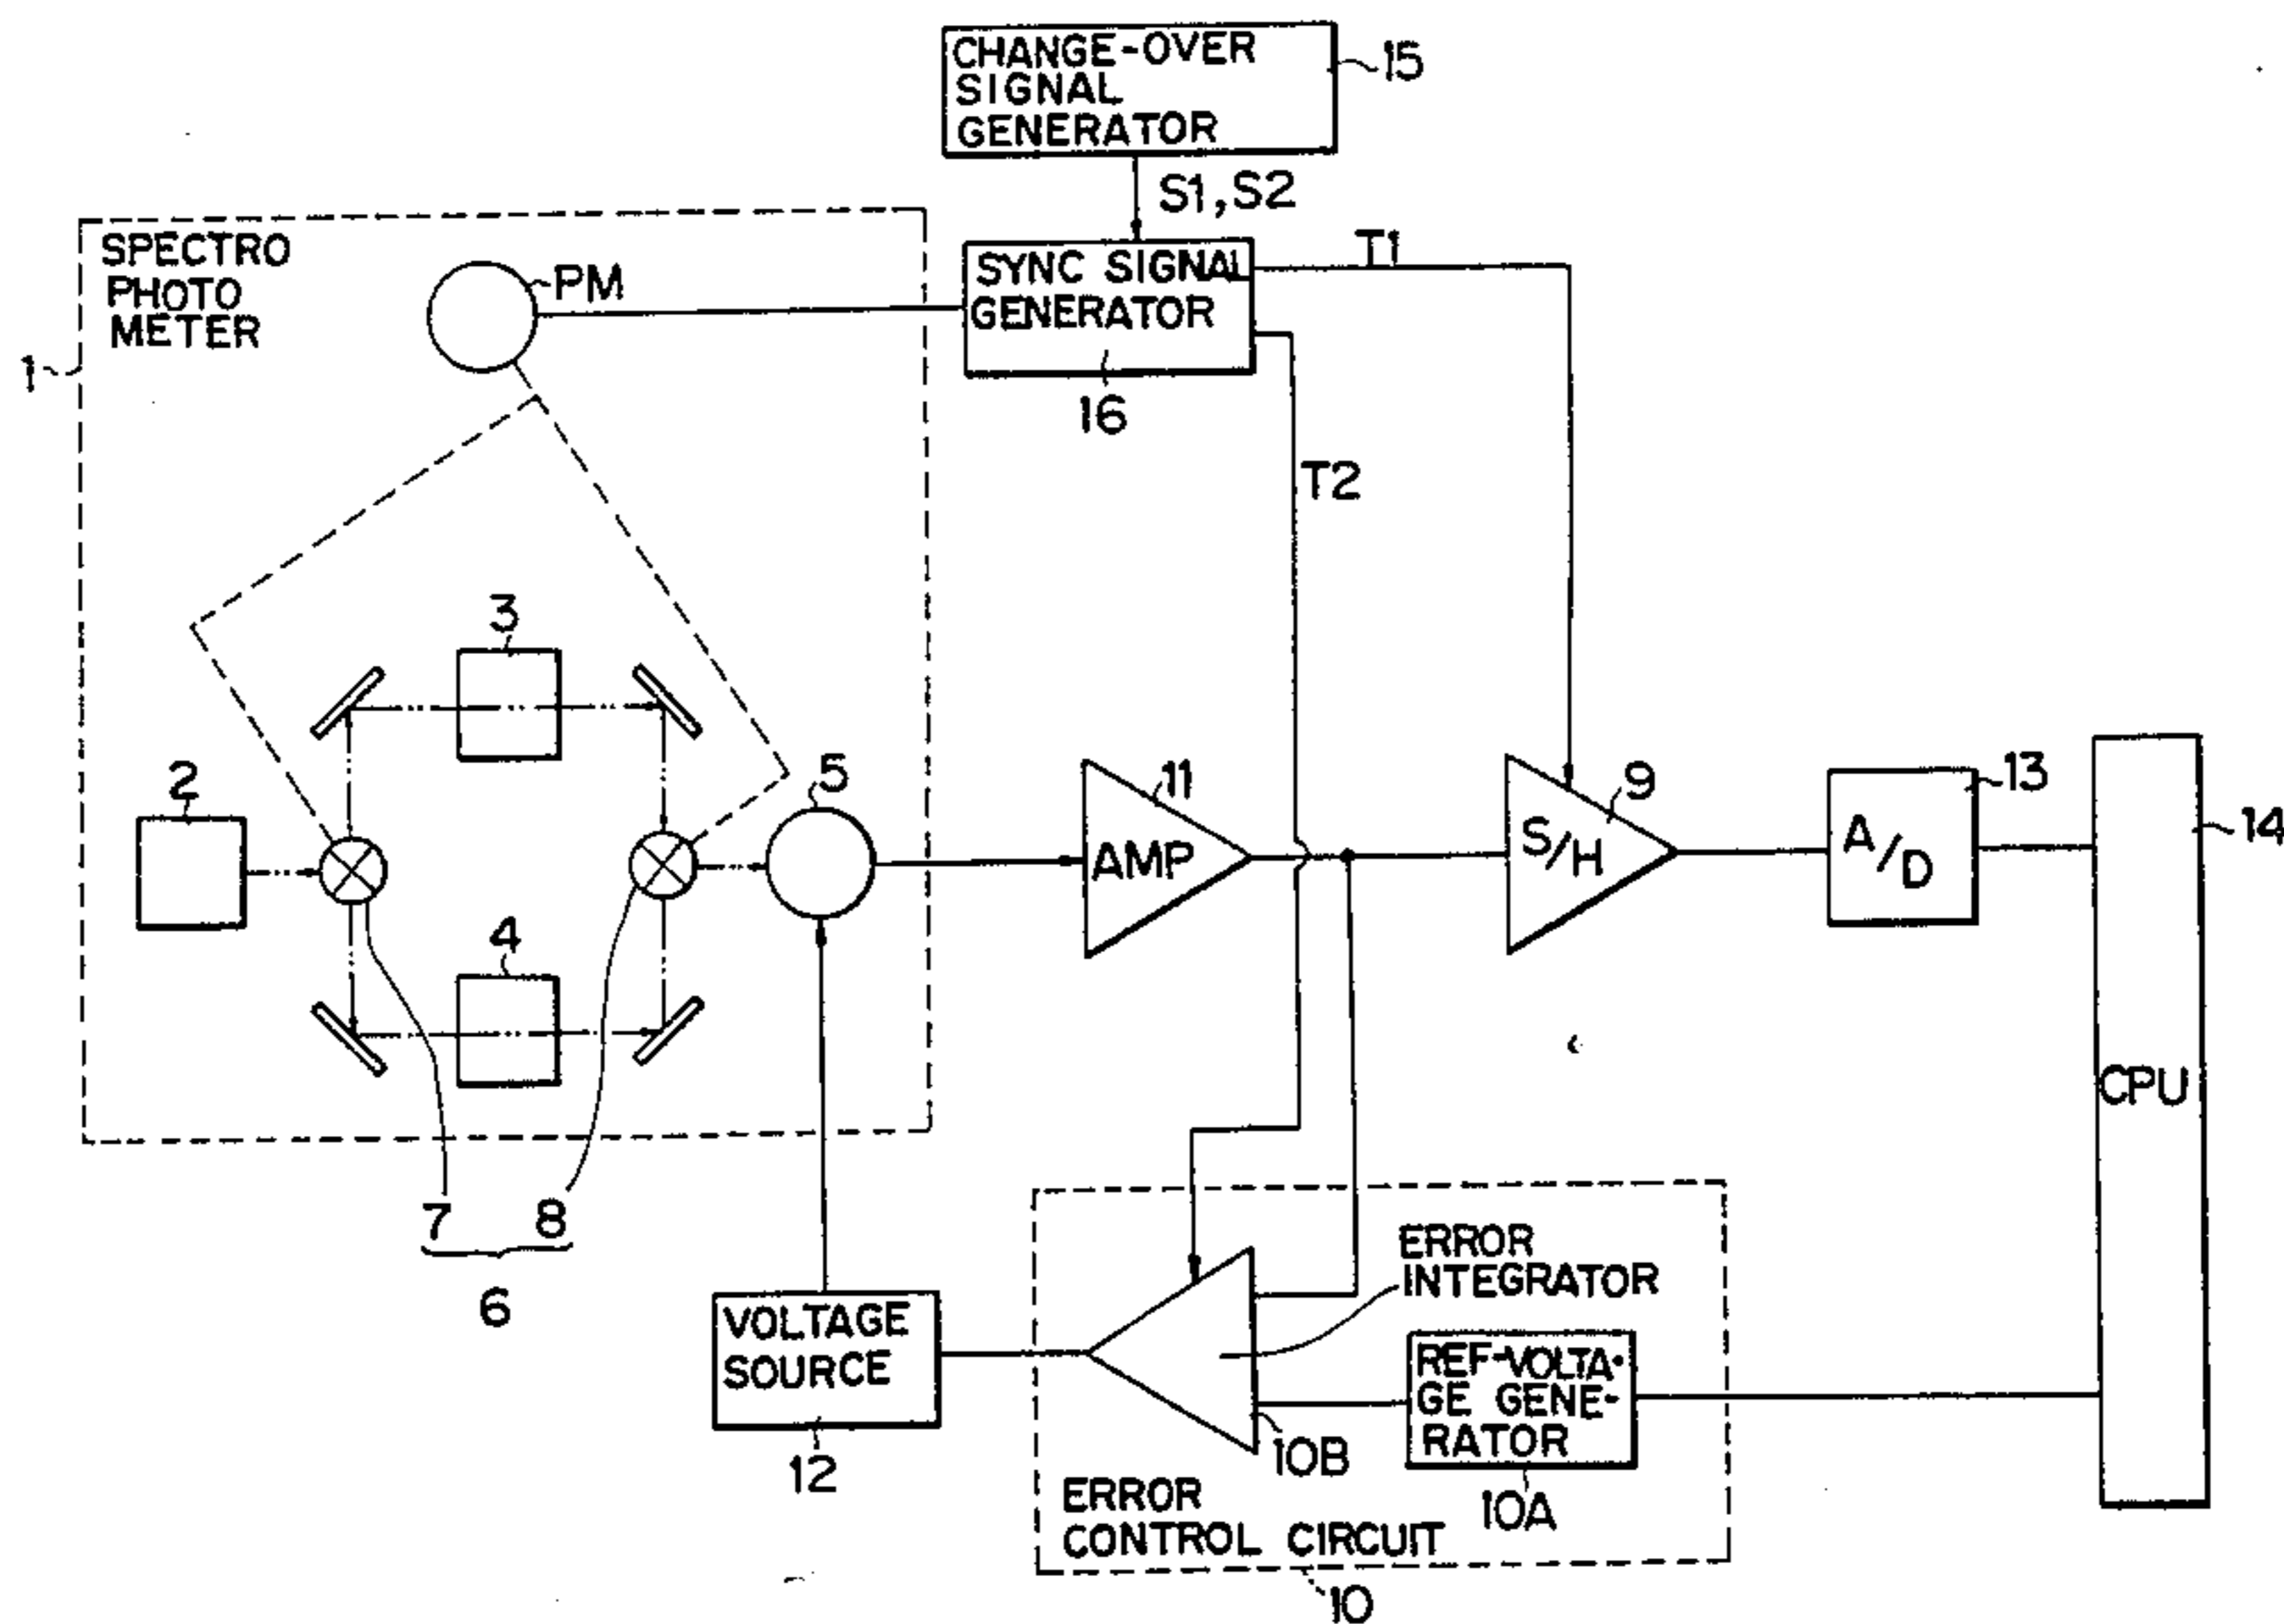 CHANGE-OVER
SIGNAL
GENERATOR
15
S1,S2
SPECTRO
PHOTO
METER
PM
SYNC SIGNAL
GENERATOR
T1
1
16
T2
3
2
5
11
9
13
14
AMP
S/H
A/D
4
CPU
7
8
6
ERROR
INTEGRATOR
VOLTAGE
SOURCE
REF-VOLTA-
GE GENE-
RATOR
12
10B
10A
ERROR
CONTROL CIRCUIT
10